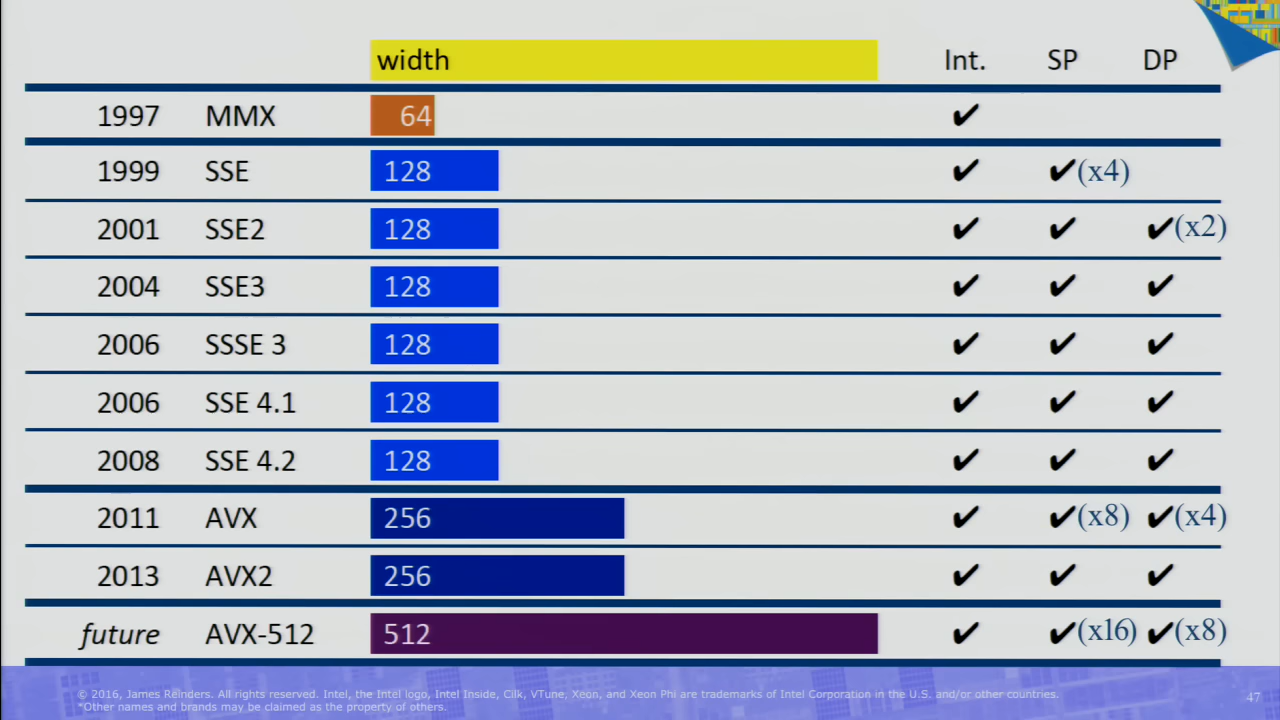 width Int. SP DP
1997 MMX 64 ✔
1999 SSE 128 ✔ ✔(x4)
2001 SSE2 128 ✔ ✔ ✔(x2)
2004 SSE3 128 ✔ ✔ ✔
2006 SSSE 3 128 ✔ ✔ ✔
2006 SSE 4.1 128 ✔ ✔ ✔
2008 SSE 4.2 128 ✔ ✔ ✔
2011 AVX 256 ✔ ✔(x8) ✔(x4)
2013 AVX2 256 ✔ ✔ ✔
future AVX-512 512 ✔ ✔(x16) ✔(x8)
© 2016, James Reinders. All rights reserved. Intel, the Intel logo, Intel Inside, Cilk, VTune, Xeon, and Xeon Phi are trademarks of Intel Corporation in the U.S. and/or other countries.
*Other names and brands may be claimed as the property of others.
47